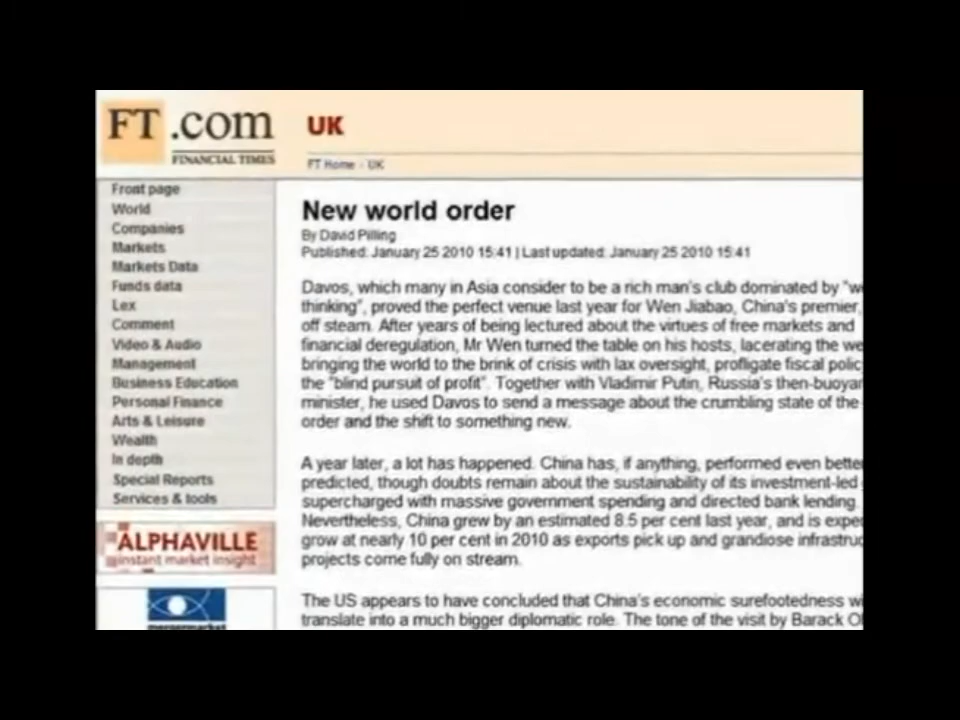 FT.com
FINANCIAL TIMES
UK
FT Home > UK
Front page
World
Companies
Markets
Markets Data
Funds data
Lex
Comment
Video & Audio
Management
Business Education
Personal Finance
Arts & Leisure
Wealth
In depth
Special Reports
Services & tools
ALPHAVILLE
instant market insight
mergermarket
New world order
By David Pilling
Published: January 25 2010 15:41 | Last updated: January 25 2010 15:41
Davos, which many in Asia consider to be a rich man's club dominated by "we
thinking", proved the perfect venue last year for Wen Jiabao, China's premier,
off steam. After years of being lectured about the virtues of free markets and
financial deregulation, Mr Wen turned the table on his hosts, lacerating the we
bringing the world to the brink of crisis with lax oversight, profligate fiscal polic
the "blind pursuit of profit". Together with Vladimir Putin, Russia's then-buoyan
minister, he used Davos to send a message about the crumbling state of the
order and the shift to something new.
A year later, a lot has happened. China has, if anything, performed even better
predicted, though doubts remain about the sustainability of its investment-led
supercharged with massive government spending and directed bank lending.
Nevertheless, China grew by an estimated 8.5 per cent last year, and is expe
grow at nearly 10 per cent in 2010 as exports pick up and grandiose infrastruc
projects come fully on stream.
The US appears to have concluded that China's economic surefootedness wi
translate into a much bigger diplomatic role. The tone of the visit by Barack O